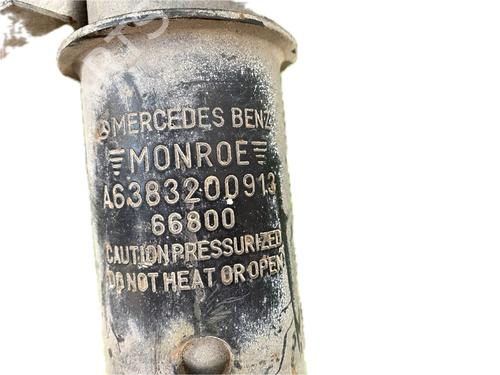 MERCEDES BENZ
MONROE
A6383200913
66800
CAUTION PRESSURIZED
DO NOT HEAT OR OPEN